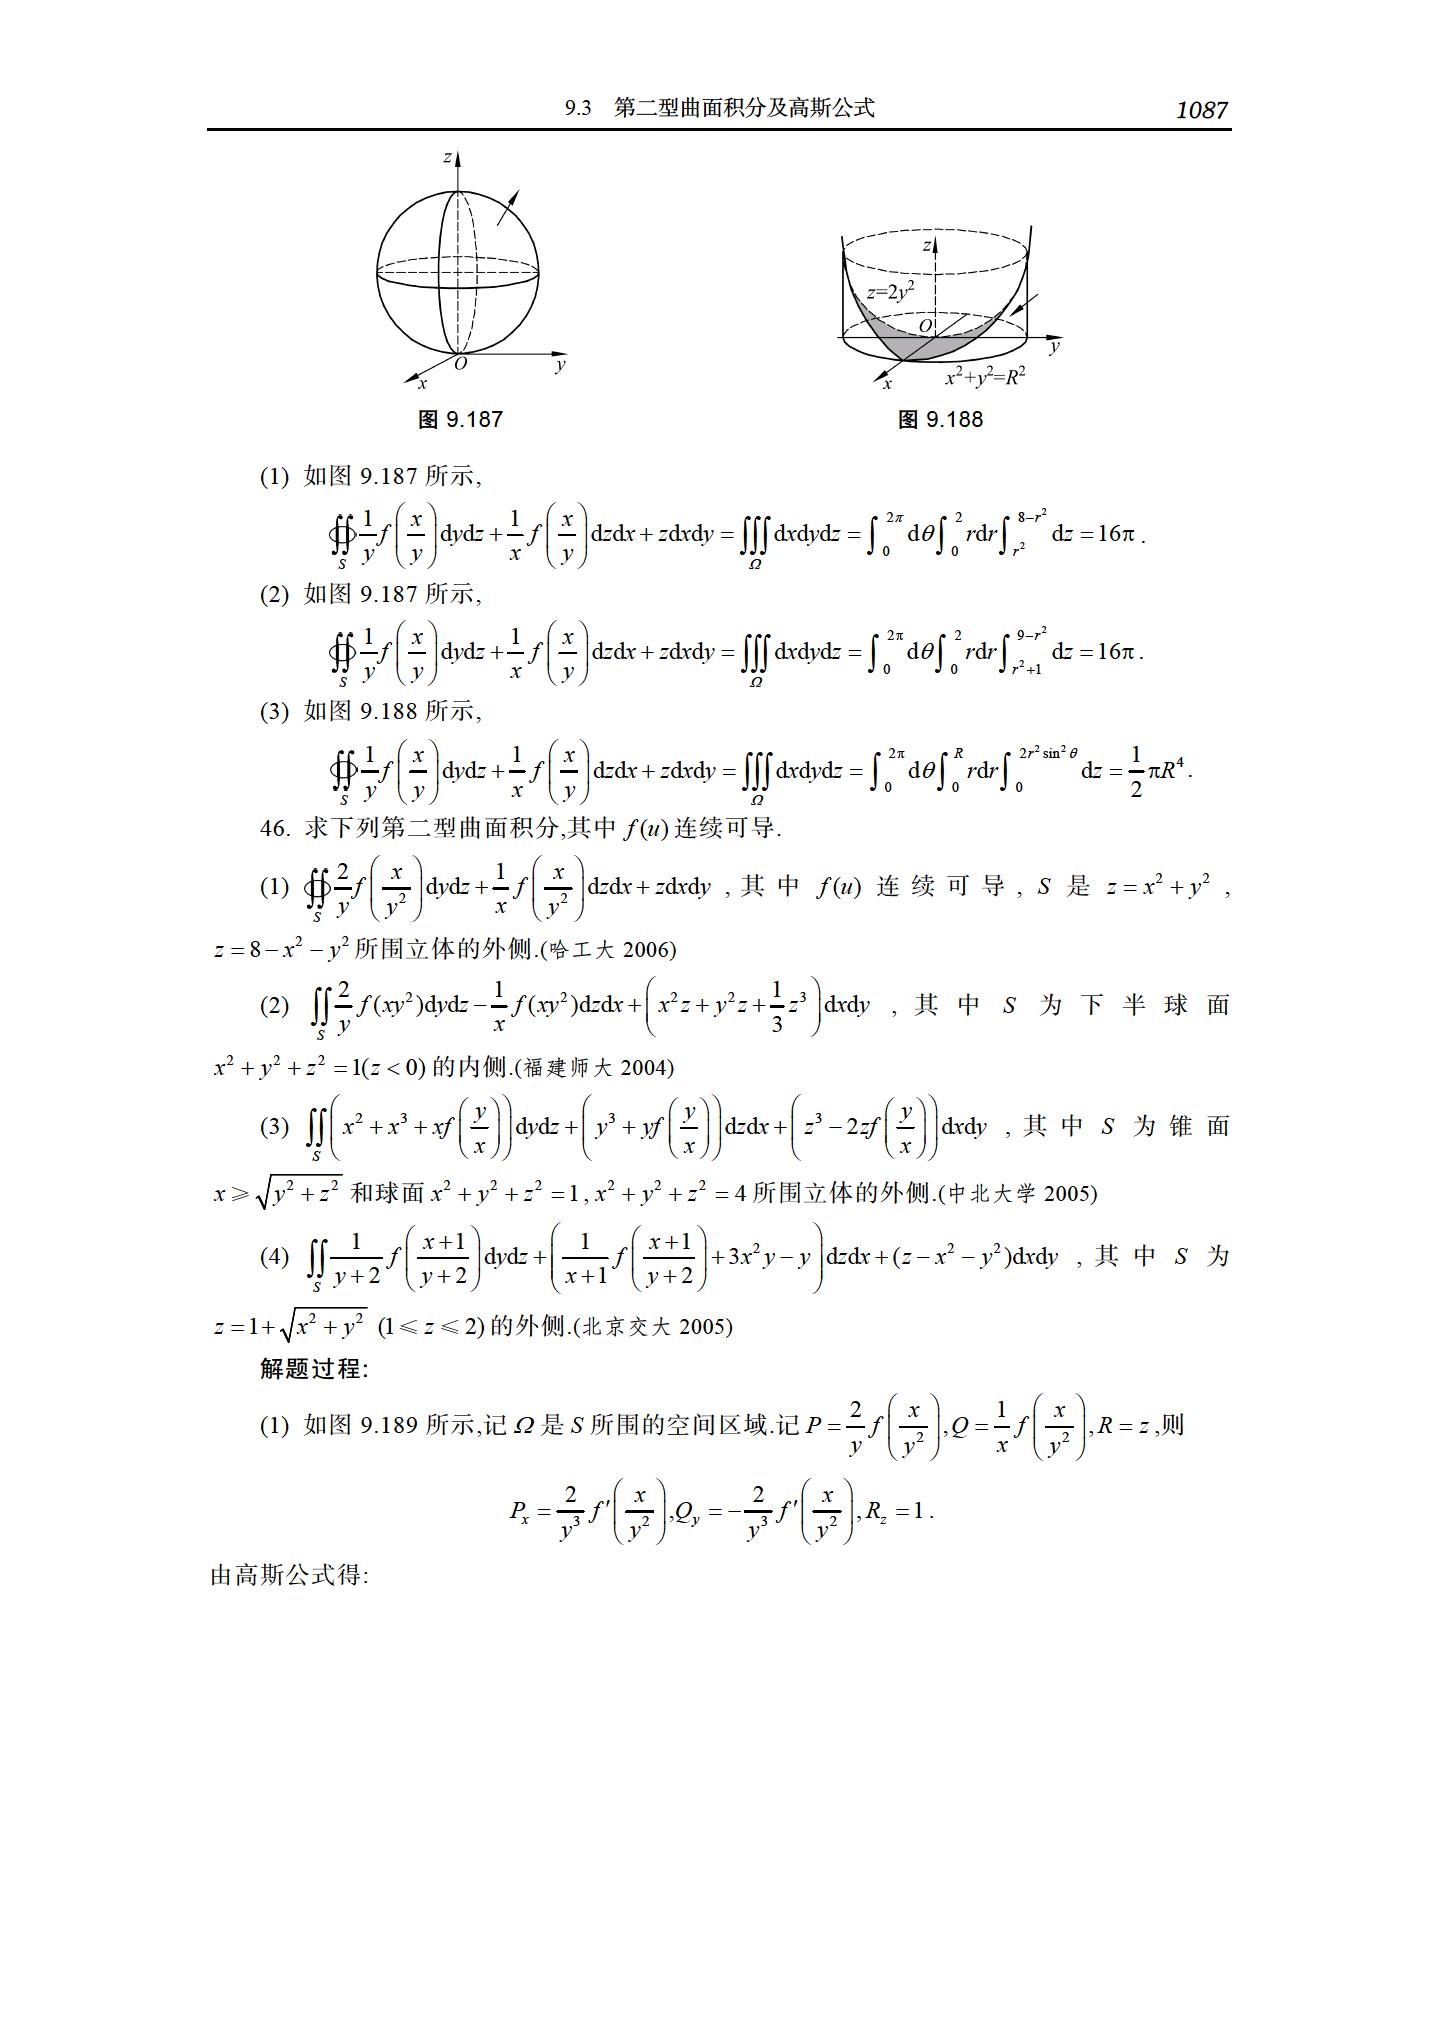 9.3 第二型曲面积分及高斯公式 1087
z
O
x
y
图 9.187
z
z=2y²
O
y
x
x²+y²=R²
图 9.188
(1) 如图 9.187 所示,
$\oiint_S \frac{1}{y}f\left(\frac{x}{y}\right)dydz+\frac{1}{x}f\left(\frac{x}{y}\right)dzdx+zdxdy=\iiint_\Omega dxdydz=\int_0^{2\pi}d\theta\int_0^2 rdr\int_{r^2}^{8-r^2}dz=16\pi.$
(2) 如图 9.187 所示,
$\oiint_S \frac{1}{y}f\left(\frac{x}{y}\right)dydz+\frac{1}{x}f\left(\frac{x}{y}\right)dzdx+zdxdy=\iiint_\Omega dxdydz=\int_0^{2\pi}d\theta\int_0^2 rdr\int_{r^2+1}^{9-r^2}dz=16\pi.$
(3) 如图 9.188 所示,
$\oiint_S \frac{1}{y}f\left(\frac{x}{y}\right)dydz+\frac{1}{x}f\left(\frac{x}{y}\right)dzdx+zdxdy=\iiint_\Omega dxdydz=\int_0^{2\pi}d\theta\int_0^R rdr\int_0^{2r^2\sin^2\theta}dz=\frac{1}{2}\pi R^4.$
46. 求下列第二型曲面积分,其中 f(u) 连续可导.
(1) $\oiint_S \frac{2}{y}f\left(\frac{x}{y^2}\right)dydz+\frac{1}{x}f\left(\frac{x}{y^2}\right)dzdx+zdxdy$ ,其中 f(u) 连续可导, S 是 $z=x^2+y^2$ ,
$z=8-x^2-y^2$ 所围立体的外侧.(哈工大 2006)
(2) $\iint_S \frac{2}{y}f(xy^2)dydz-\frac{1}{x}f(xy^2)dzdx+\left(x^2z+y^2z+\frac{1}{3}z^3\right)dxdy$ ,其中 S 为下半球面
$x^2+y^2+z^2=1(z<0)$ 的内侧.(福建师大 2004)
(3) $\iint_S \left(x^2+x^3+xf\left(\frac{y}{x}\right)\right)dydz+\left(y^3+yf\left(\frac{y}{x}\right)\right)dzdx+\left(z^3-2zf\left(\frac{y}{x}\right)\right)dxdy$ ,其中 S 为锥面
$x\geqslant\sqrt{y^2+z^2}$ 和球面 $x^2+y^2+z^2=1,x^2+y^2+z^2=4$ 所围立体的外侧.(中北大学 2005)
(4) $\iint_S \frac{1}{y+2}f\left(\frac{x+1}{y+2}\right)dydz+\left(\frac{1}{x+1}f\left(\frac{x+1}{y+2}\right)+3x^2y-y\right)dzdx+(z-x^2-y^2)dxdy$ ,其中 S 为
$z=1+\sqrt{x^2+y^2}$ $(1\leqslant z\leqslant 2)$ 的外侧.(北京交大 2005)
解题过程:
(1) 如图 9.189 所示,记 Ω 是 S 所围的空间区域.记 $P=\frac{2}{y}f\left(\frac{x}{y^2}\right),Q=\frac{1}{x}f\left(\frac{x}{y^2}\right),R=z$ ,则
$P_x=\frac{2}{y^3}f'\left(\frac{x}{y^2}\right),Q_y=-\frac{2}{y^3}f'\left(\frac{x}{y^2}\right),R_z=1.$
由高斯公式得: